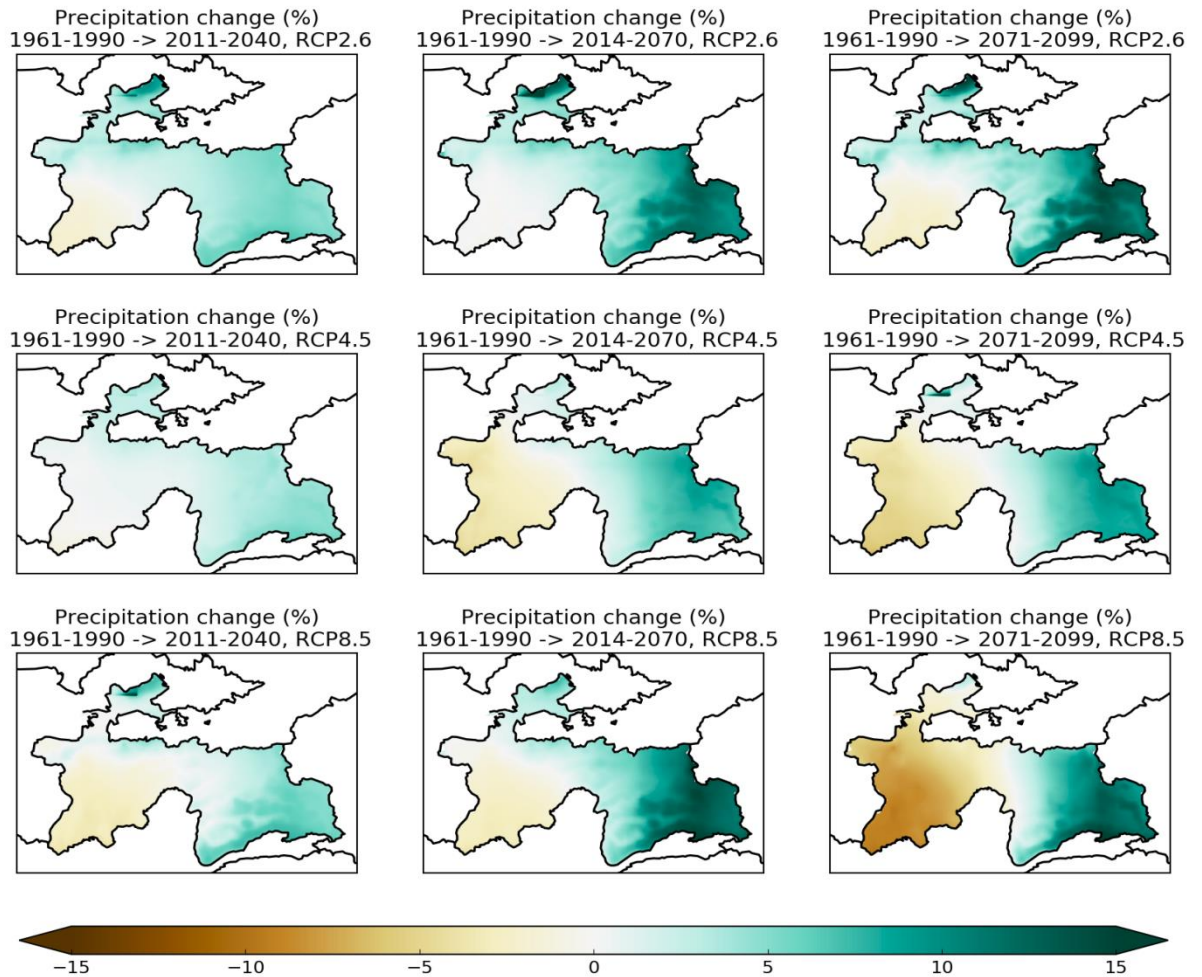 Precipitation change (%)
1961-1990 -> 2011-2040, RCP2.6
Precipitation change (%)
1961-1990 -> 2014-2070, RCP2.6
Precipitation change (%)
1961-1990 -> 2071-2099, RCP2.6
Precipitation change (%)
1961-1990 -> 2011-2040, RCP4.5
Precipitation change (%)
1961-1990 -> 2014-2070, RCP4.5
Precipitation change (%)
1961-1990 -> 2071-2099, RCP4.5
Precipitation change (%)
1961-1990 -> 2011-2040, RCP8.5
Precipitation change (%)
1961-1990 -> 2014-2070, RCP8.5
Precipitation change (%)
1961-1990 -> 2071-2099, RCP8.5
−15 −10 −5 0 5 10 15